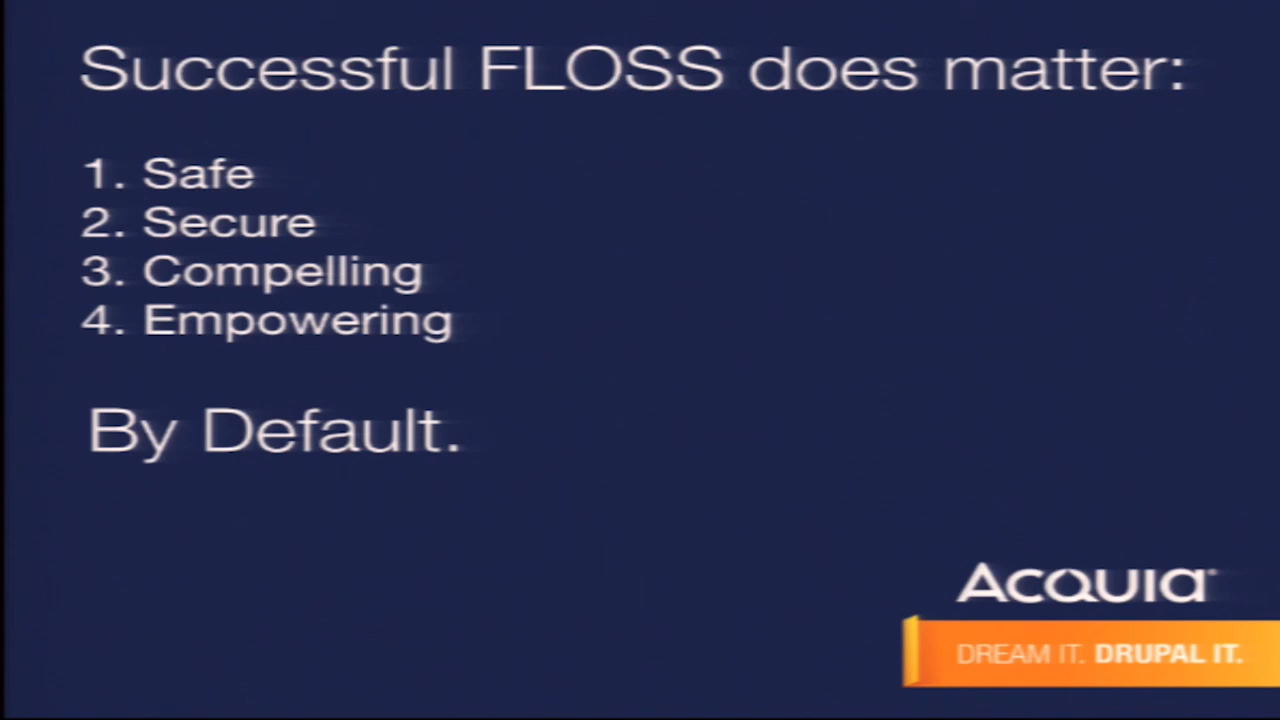 Successful FLOSS does matter:
1. Safe
2. Secure
3. Compelling
4. Empowering
By Default.
ACQUIA
DREAM IT. DRUPAL IT.